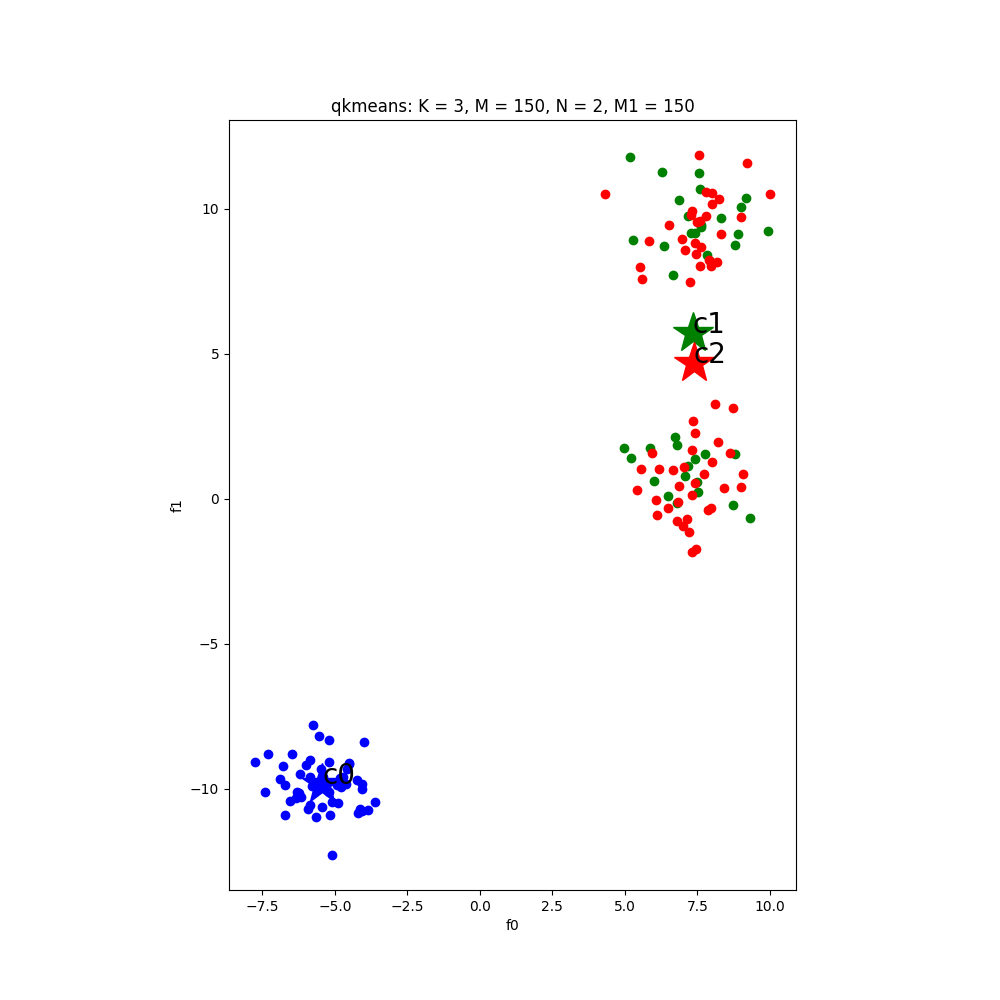 qkmeans: K = 3, M = 150, N = 2, M1 = 150
10
5
0
−5
−10
f1
c1
c2
c0
−7.5 −5.0 −2.5 0.0 2.5 5.0 7.5 10.0
f0